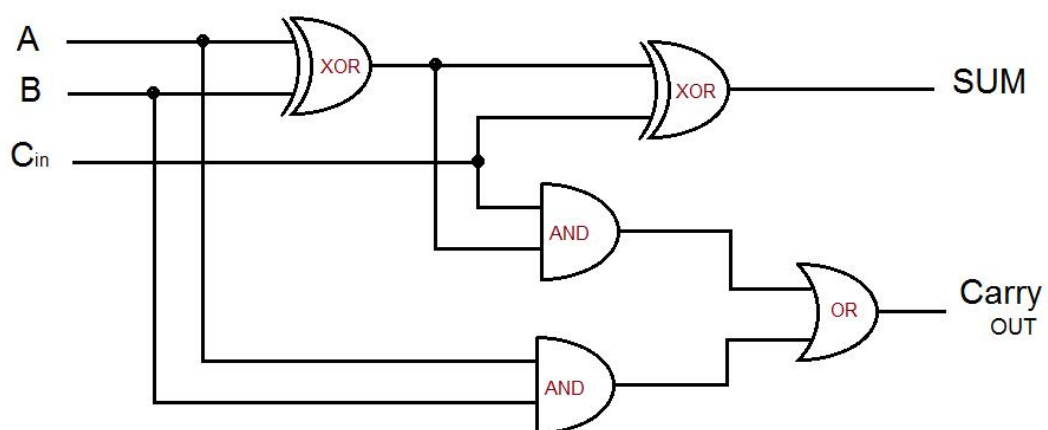 A
B
Cin
XOR
XOR
SUM
AND
AND
OR
Carry
OUT